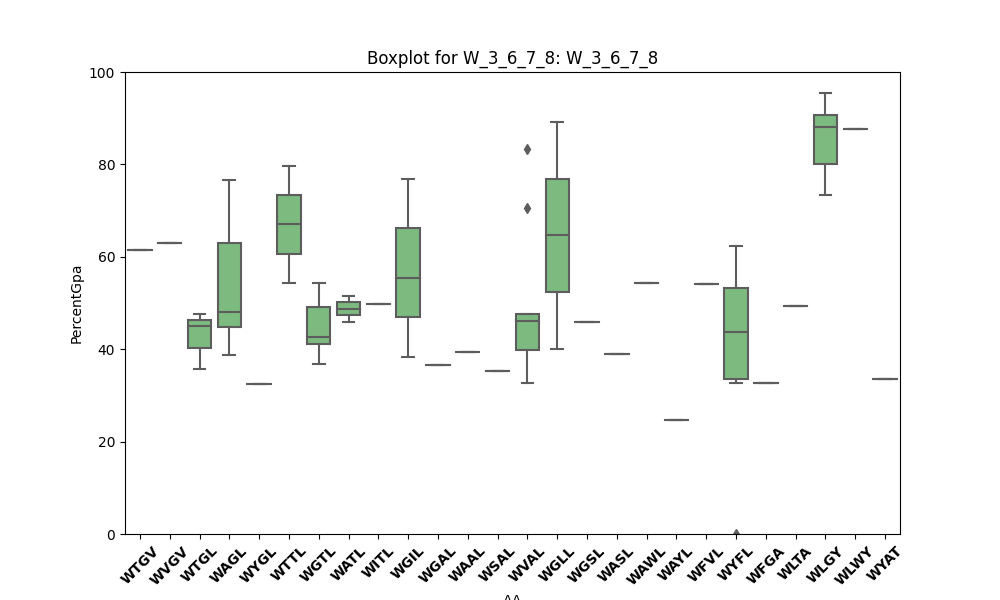 Boxplot for W_3_6_7_8: W_3_6_7_8
PercentGpa
100
80
60
40
20
0
WTGV WVGV WTGL WAGL WYGL WTTL WGTL WATL WITL WGIL WGAL WAAL WSAL WVAL WGLL WGSL WASL WAWL WAYL WFVL WYFL WFGA WLTA WLGY WLWY WYAT
AA